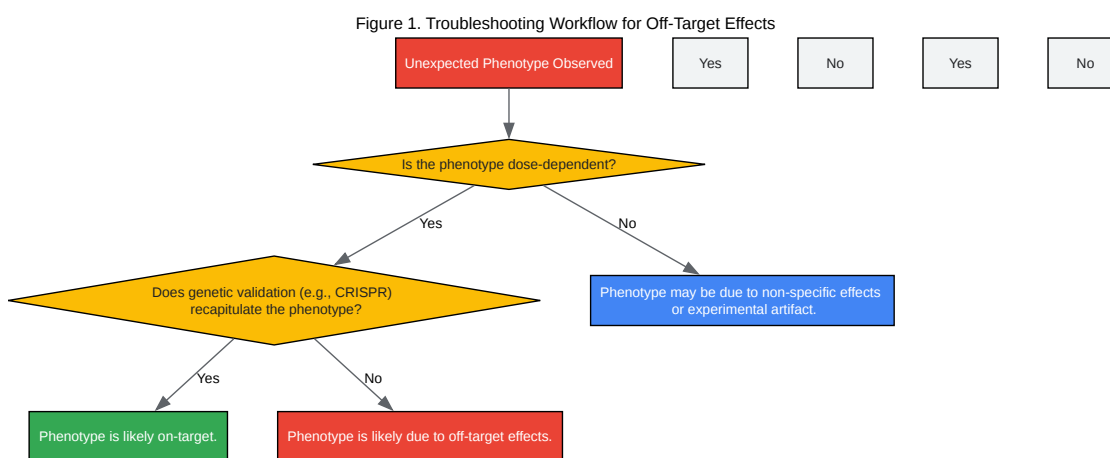 Figure 1. Troubleshooting Workflow for Off-Target Effects
Unexpected Phenotype Observed
Yes
No
Yes
No
Is the phenotype dose-dependent?
Yes
No
Does genetic validation (e.g., CRISPR)
recapitulate the phenotype?
Phenotype may be due to non-specific effects
or experimental artifact.
Yes
No
Phenotype is likely on-target.
Phenotype is likely due to off-target effects.